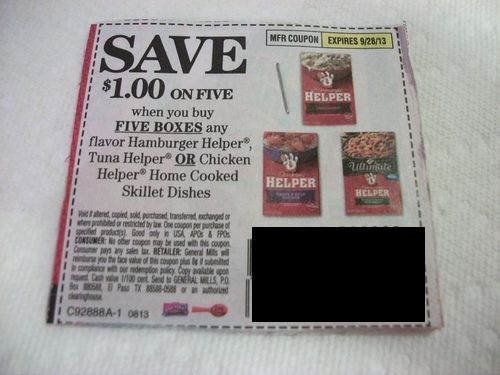 MFR COUPON EXPIRES 9/28/13
SAVE
$1.00 ON FIVE
when you buy
FIVE BOXES any
flavor Hamburger Helper®,
Tuna Helper® OR Chicken
Helper® Home Cooked
Skillet Dishes
HELPER
HELPER
Ultimate
HELPER
Void if altered, copied, sold, purchased, transferred, exchanged or
where prohibited or restricted by law. One coupon per purchase of
specified product(s). Good only in USA, APOs & FPOs.
CONSUMER: No other coupon may be used with this coupon.
Consumer pays any sales tax. RETAILER: General Mills will
reimburse you the face value of this coupon plus 8¢ if submitted
in compliance with our redemption policy. Copy available upon
request. Cash value 1/100 cent. Send to GENERAL MILLS, P.O.
Box 880588, El Paso TX 88588-0588 or an authorized
clearinghouse.
C92888A-1 0813